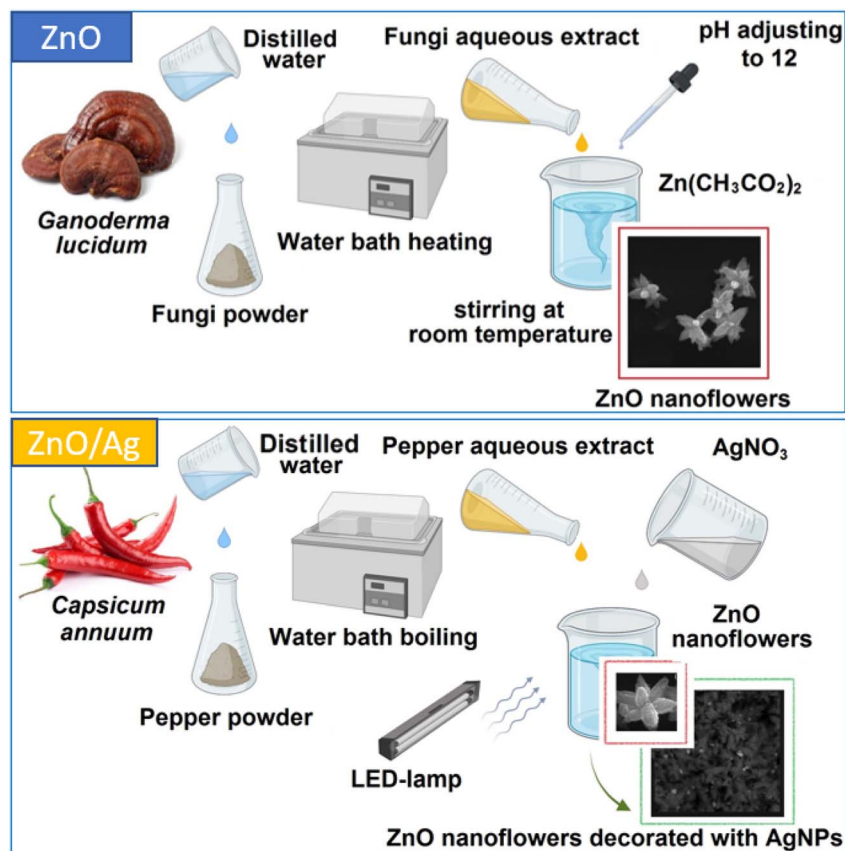 ZnO
Distilled
water
Fungi aqueous extract
pH adjusting
to 12
Ganoderma
lucidum
Fungi powder
Water bath heating
Zn(CH₃CO₂)₂
stirring at
room temperature
ZnO nanoflowers
ZnO/Ag
Distilled
water
Pepper aqueous extract
AgNO₃
Capsicum
annuum
Pepper powder
Water bath boiling
ZnO
nanoflowers
LED-lamp
ZnO nanoflowers decorated with AgNPs